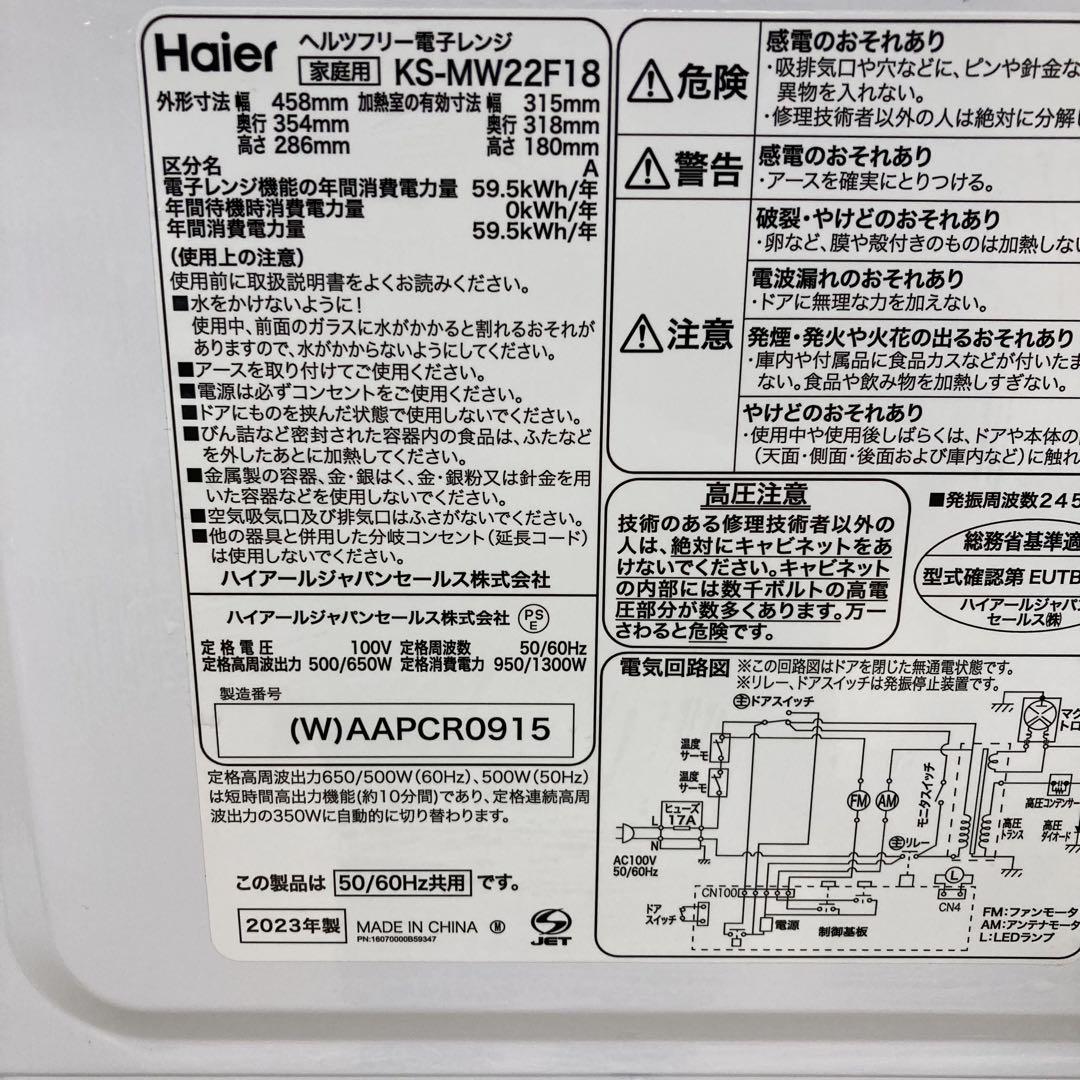 Haier
ヘルツフリー電子レンジ
家庭用 KS-MW22F18
外形寸法 幅 458mm 加熱室の有効寸法 幅 315mm
奥行 354mm 奥行 318mm
高さ 286mm 高さ 180mm
区分名 A
電子レンジ機能の年間消費電力量 59.5kWh/年
年間待機時消費電力量 0kWh/年
年間消費電力量 59.5kWh/年
(使用上の注意)
使用前に取扱説明書をよくお読みください。
■水をかけないように!
使用中、前面のガラスに水がかかると割れるおそれが
ありますので、水がかからないようにしてください。
■アースを取り付けてご使用ください。
■電源は必ずコンセントをご使用ください。
■ドアにものを挟んだ状態で使用しないでください。
■びん詰など密封された容器内の食品は、ふたなど
を外したあとに加熱してください。
■金属製の容器、金・銀はく、金・銀粉又は針金を用
いた容器などを使用しないでください。
■空気吸気口及び排気口はふさがないでください。
■他の器具と併用した分岐コンセント(延長コード)
は使用しないでください。
ハイアールジャパンセールス株式会社
ハイアールジャパンセールス株式会社 PS E
定格電圧 100V 定格周波数 50/60Hz
定格高周波出力 500/650W 定格消費電力 950/1300W
製造番号
(W)AAPCR0915
定格高周波出力650/500W(60Hz)、500W(50Hz)
は短時間高出力機能(約10分間)であり、定格連続高周
波出力の350Wに自動的に切り替わります。
この製品は 50/60Hz共用 です。
2023年製 MADE IN CHINA Ⓜ JET
PN:16070000B59347
危険
感電のおそれあり
・吸排気口や穴などに、ピンや針金な
異物を入れない。
・修理技術者以外の人は絶対に分解
警告
感電のおそれあり
・アースを確実にとりつける。
注意
破裂・やけどのおそれあり
・卵など、膜や殻付きのものは加熱しない
電波漏れのおそれあり
・ドアに無理な力を加えない。
発煙・発火や火花の出るおそれあり
・庫内や付属品に食品カスなどが付いたま
ない。食品や飲み物を加熱しすぎない。
やけどのおそれあり
・使用中や使用後しばらくは、ドアや本体の
(天面・側面・後面および庫内など)に触れ
高圧注意
技術のある修理技術者以外の
人は、絶対にキャビネットをあ
けないでください。キャビネット
の内部には数千ボルトの高電
圧部分が数多くあります。万一
さわると危険です。
■発振周波数245
総務省基準適
型式確認第 EUTB
ハイアールジャパ
セールス㈱
電気回路図 ※この回路図はドアを閉じた無通電状態です。
※リレー、ドアスイッチは発振停止装置です。
主ドアスイッチ
マグ
トロ
温度
サーモ
温度
サーモ
ヒューズ
17A
L
N
AC100V
50/60Hz
FM
AM
モニタスイッチ
主リレー
高圧
トランス
高圧コンデンサー
高圧
ダイオード
L
CN4
CN100
ドア
スイッチ
電源
制御基板
FM:ファンモータ
AM:アンテナモータ
L:LEDランプ